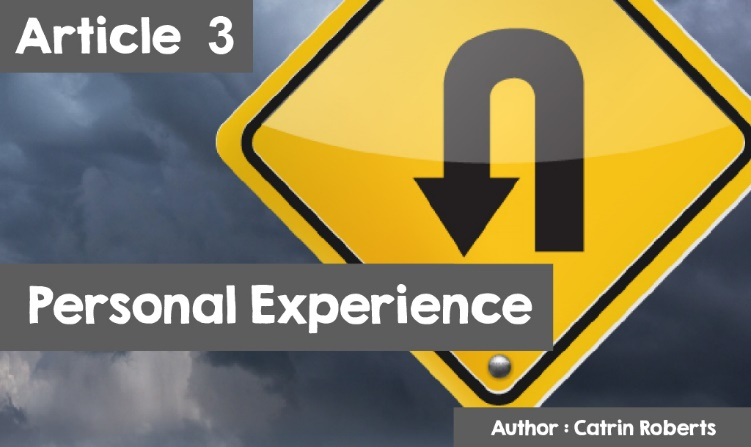 Article 3
Personal Experience
Author : Catrin Roberts